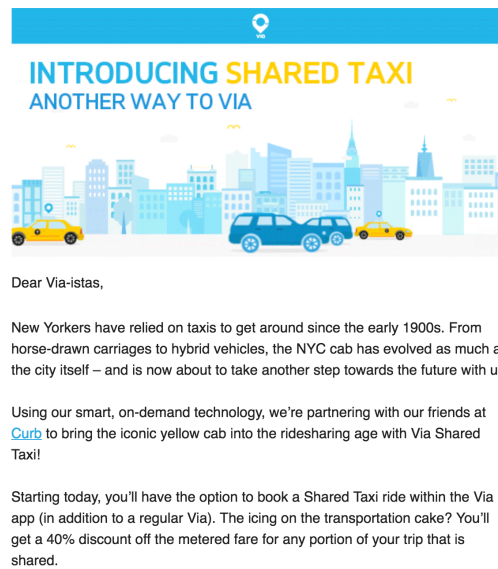 VIA
INTRODUCING SHARED TAXI
ANOTHER WAY TO VIA
Dear Via-istas,
New Yorkers have relied on taxis to get around since the early 1900s. From
horse-drawn carriages to hybrid vehicles, the NYC cab has evolved as much a
the city itself – and is now about to take another step towards the future with u
Using our smart, on-demand technology, we’re partnering with our friends at
Curb to bring the iconic yellow cab into the ridesharing age with Via Shared
Taxi!
Starting today, you’ll have the option to book a Shared Taxi ride within the Via
app (in addition to a regular Via). The icing on the transportation cake? You’ll
get a 40% discount off the metered fare for any portion of your trip that is
shared.